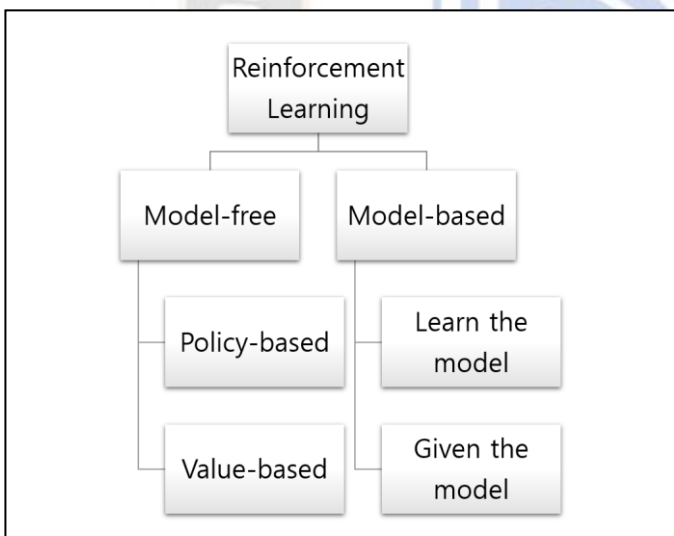 Reinforcement
Learning
Model-free
Model-based
Policy-based
Learn the
model
Value-based
Given the
model